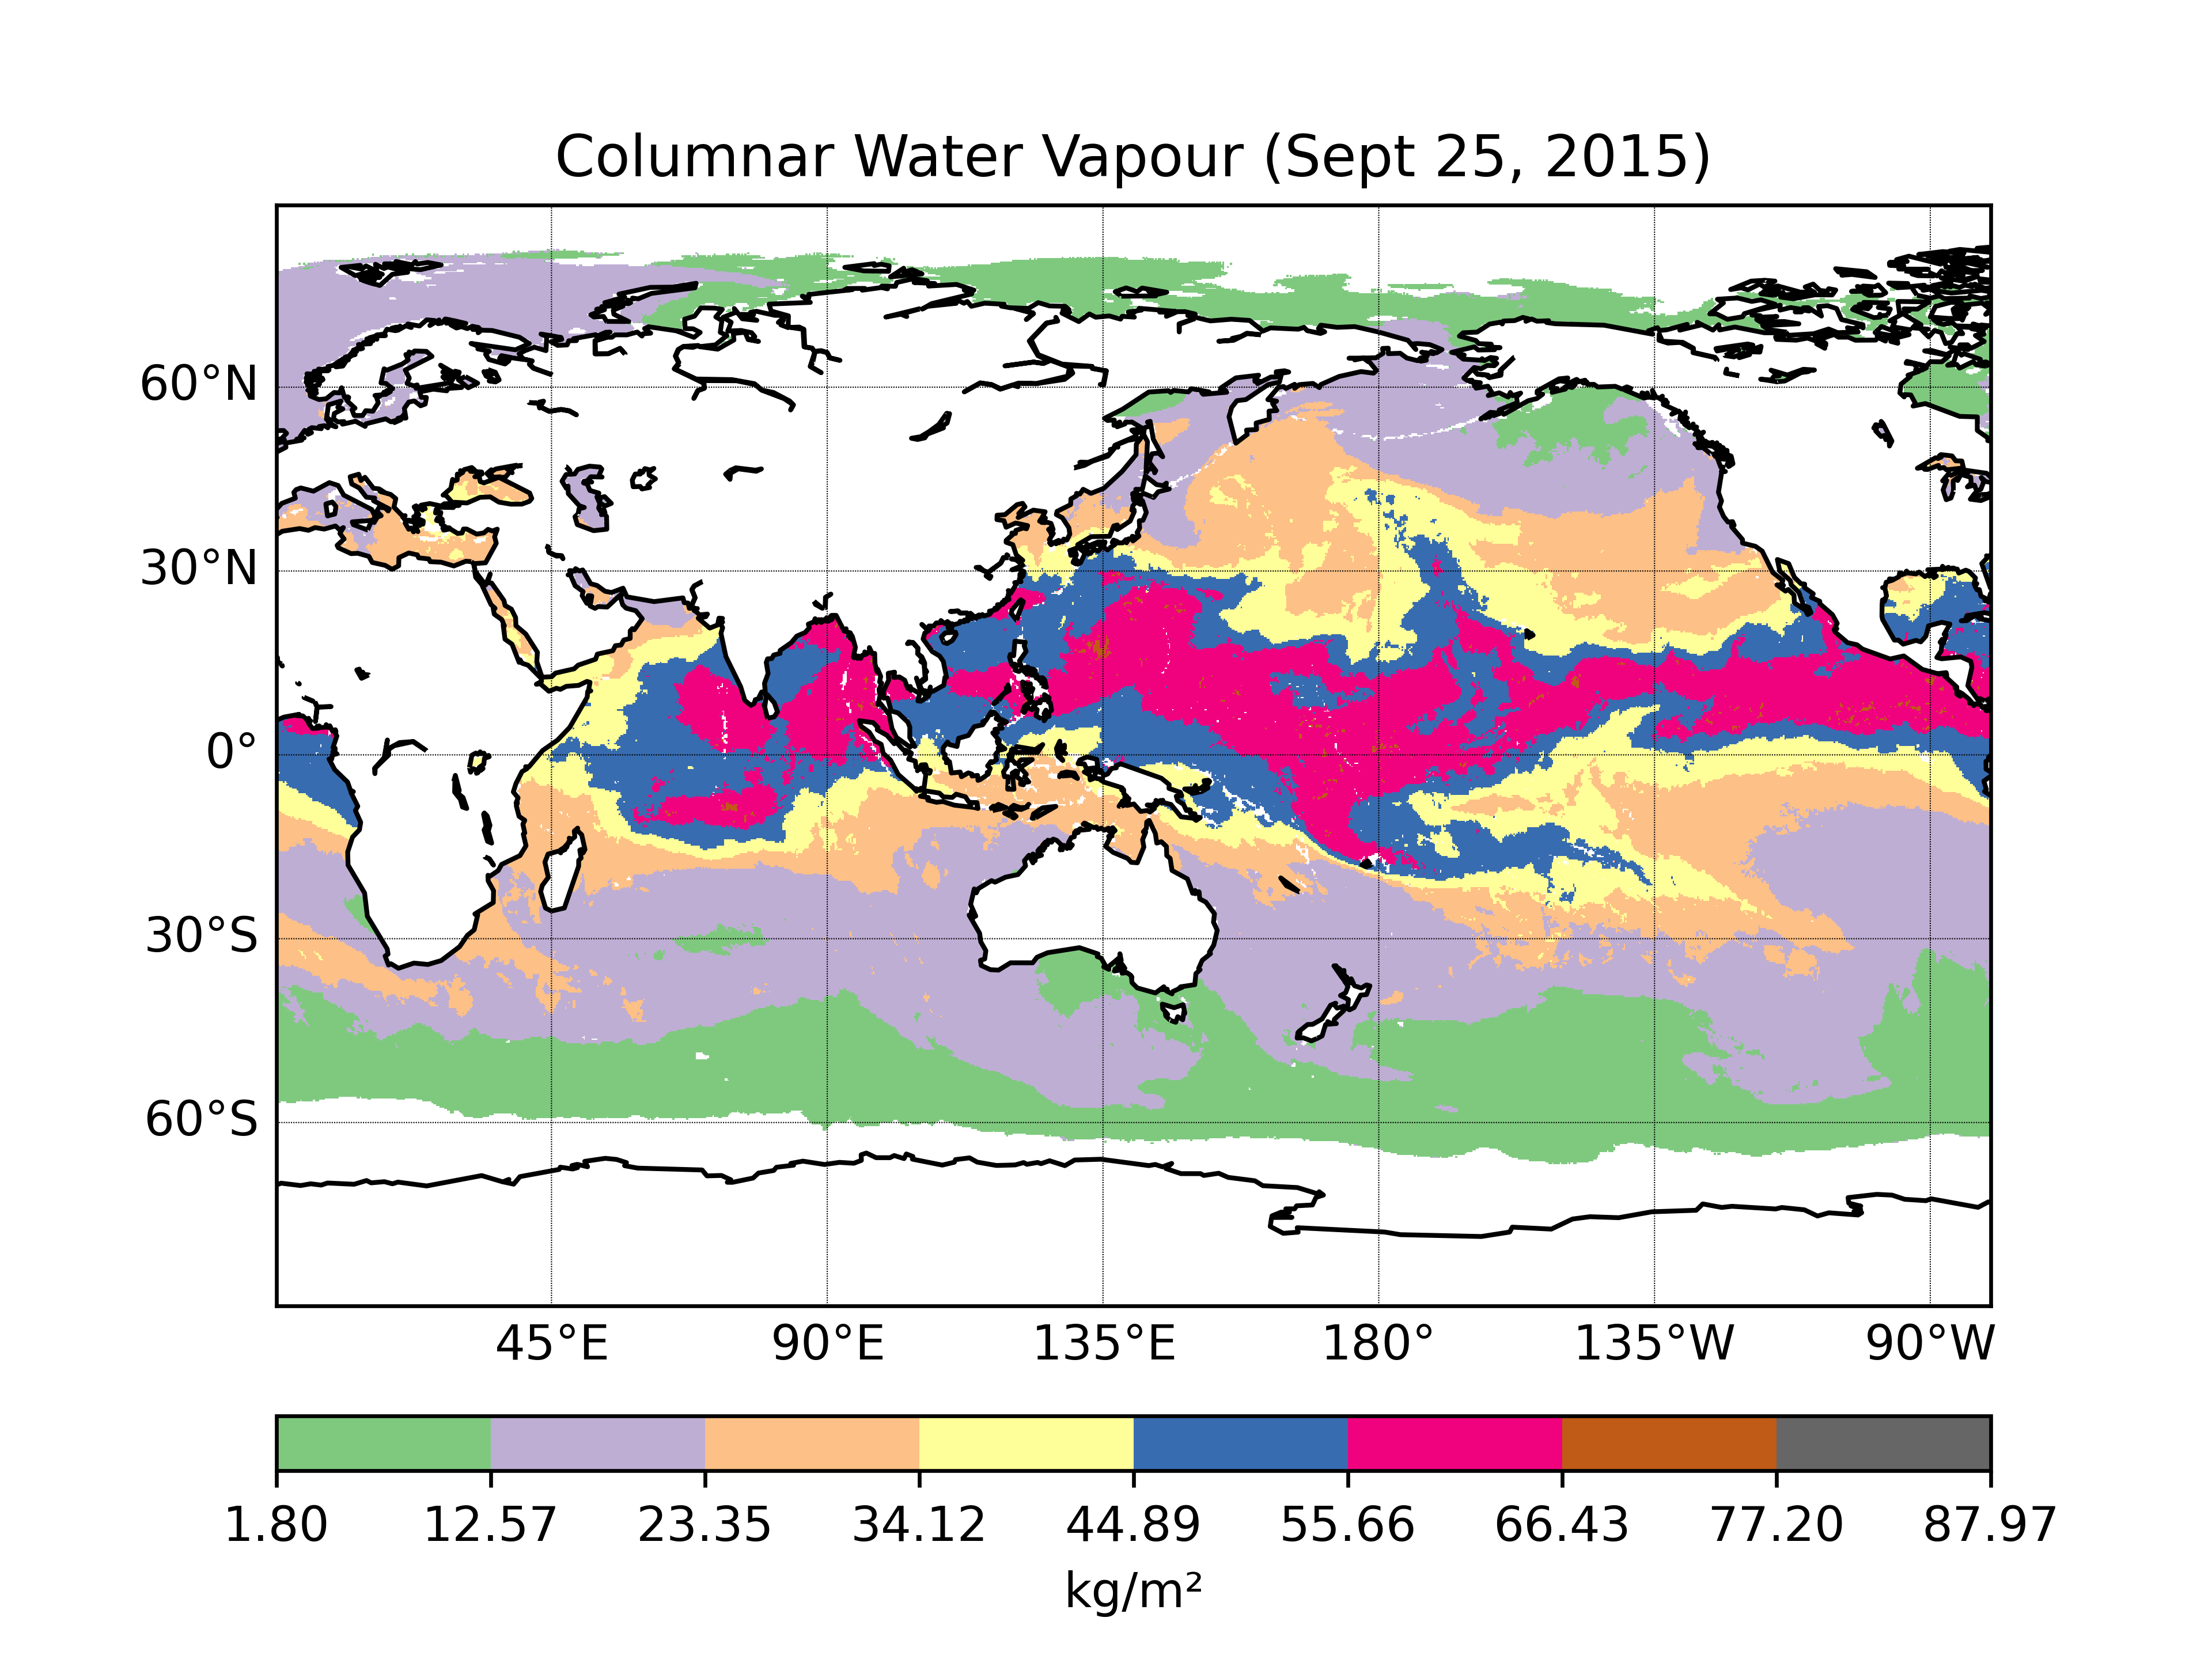 Columnar Water Vapour (Sept 25, 2015)
60°N
30°N
0°
30°S
60°S
45°E 90°E 135°E 180° 135°W 90°W
1.80 12.57 23.35 34.12 44.89 55.66 66.43 77.20 87.97
kg/m²